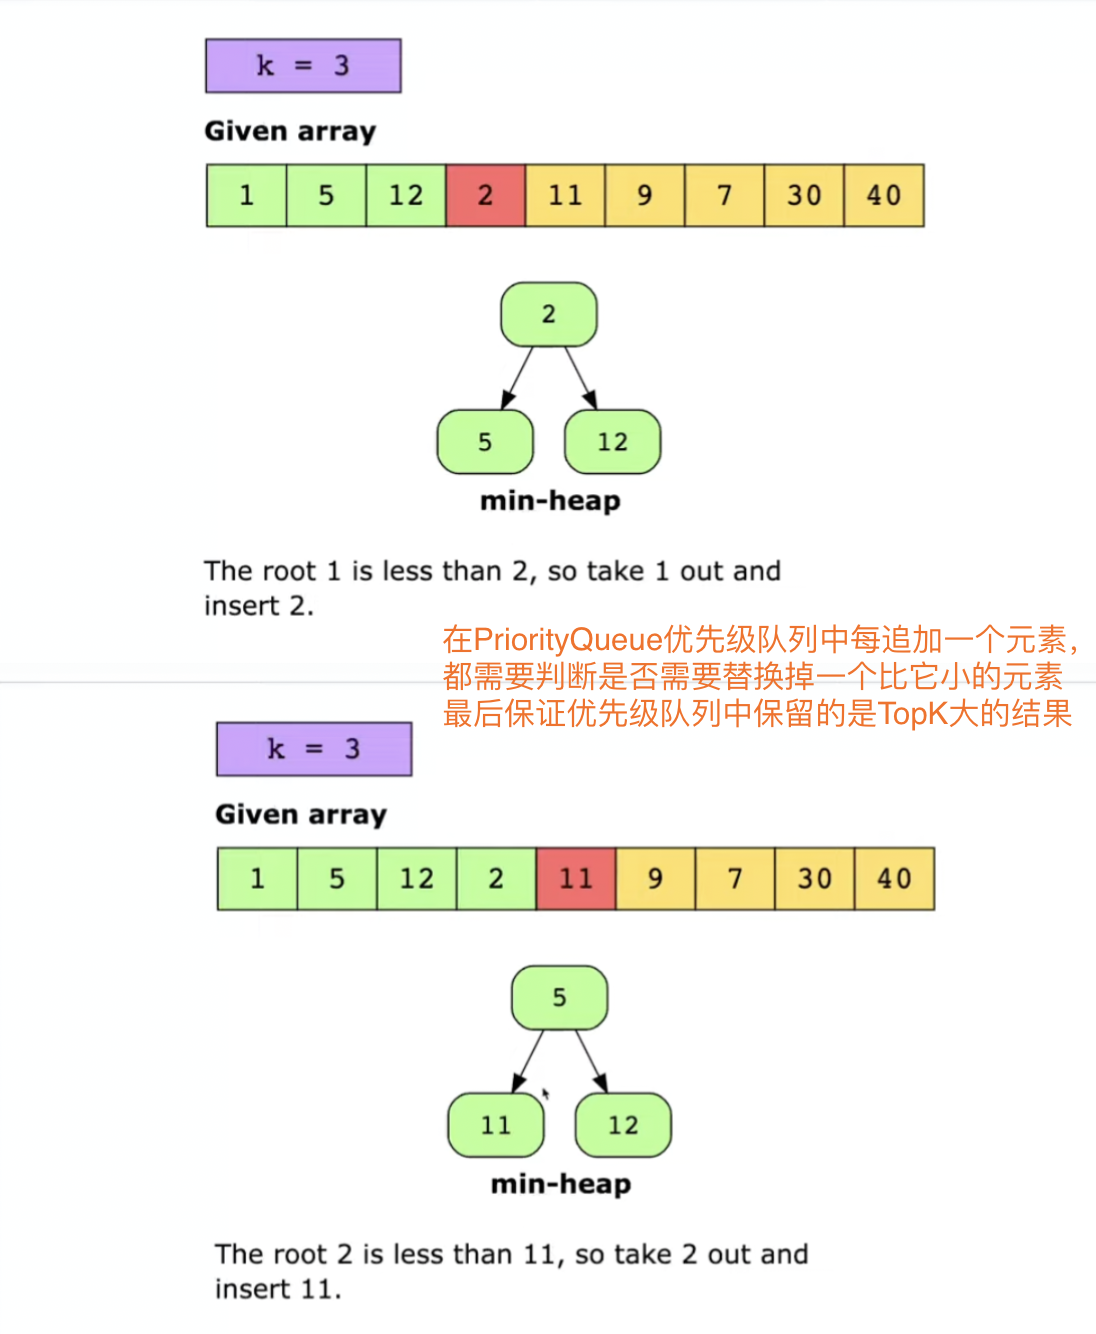 k = 3
Given array
1 5 12 2 11 9 7 30 40
2
5 12
min-heap
The root 1 is less than 2, so take 1 out and
insert 2.
在PriorityQueue优先级队列中每追加一个元素，
都需要判断是否需要替换掉一个比它小的元素
最后保证优先级队列中保留的是TopK大的结果
k = 3
Given array
1 5 12 2 11 9 7 30 40
5
11 12
min-heap
The root 2 is less than 11, so take 2 out and
insert 11.